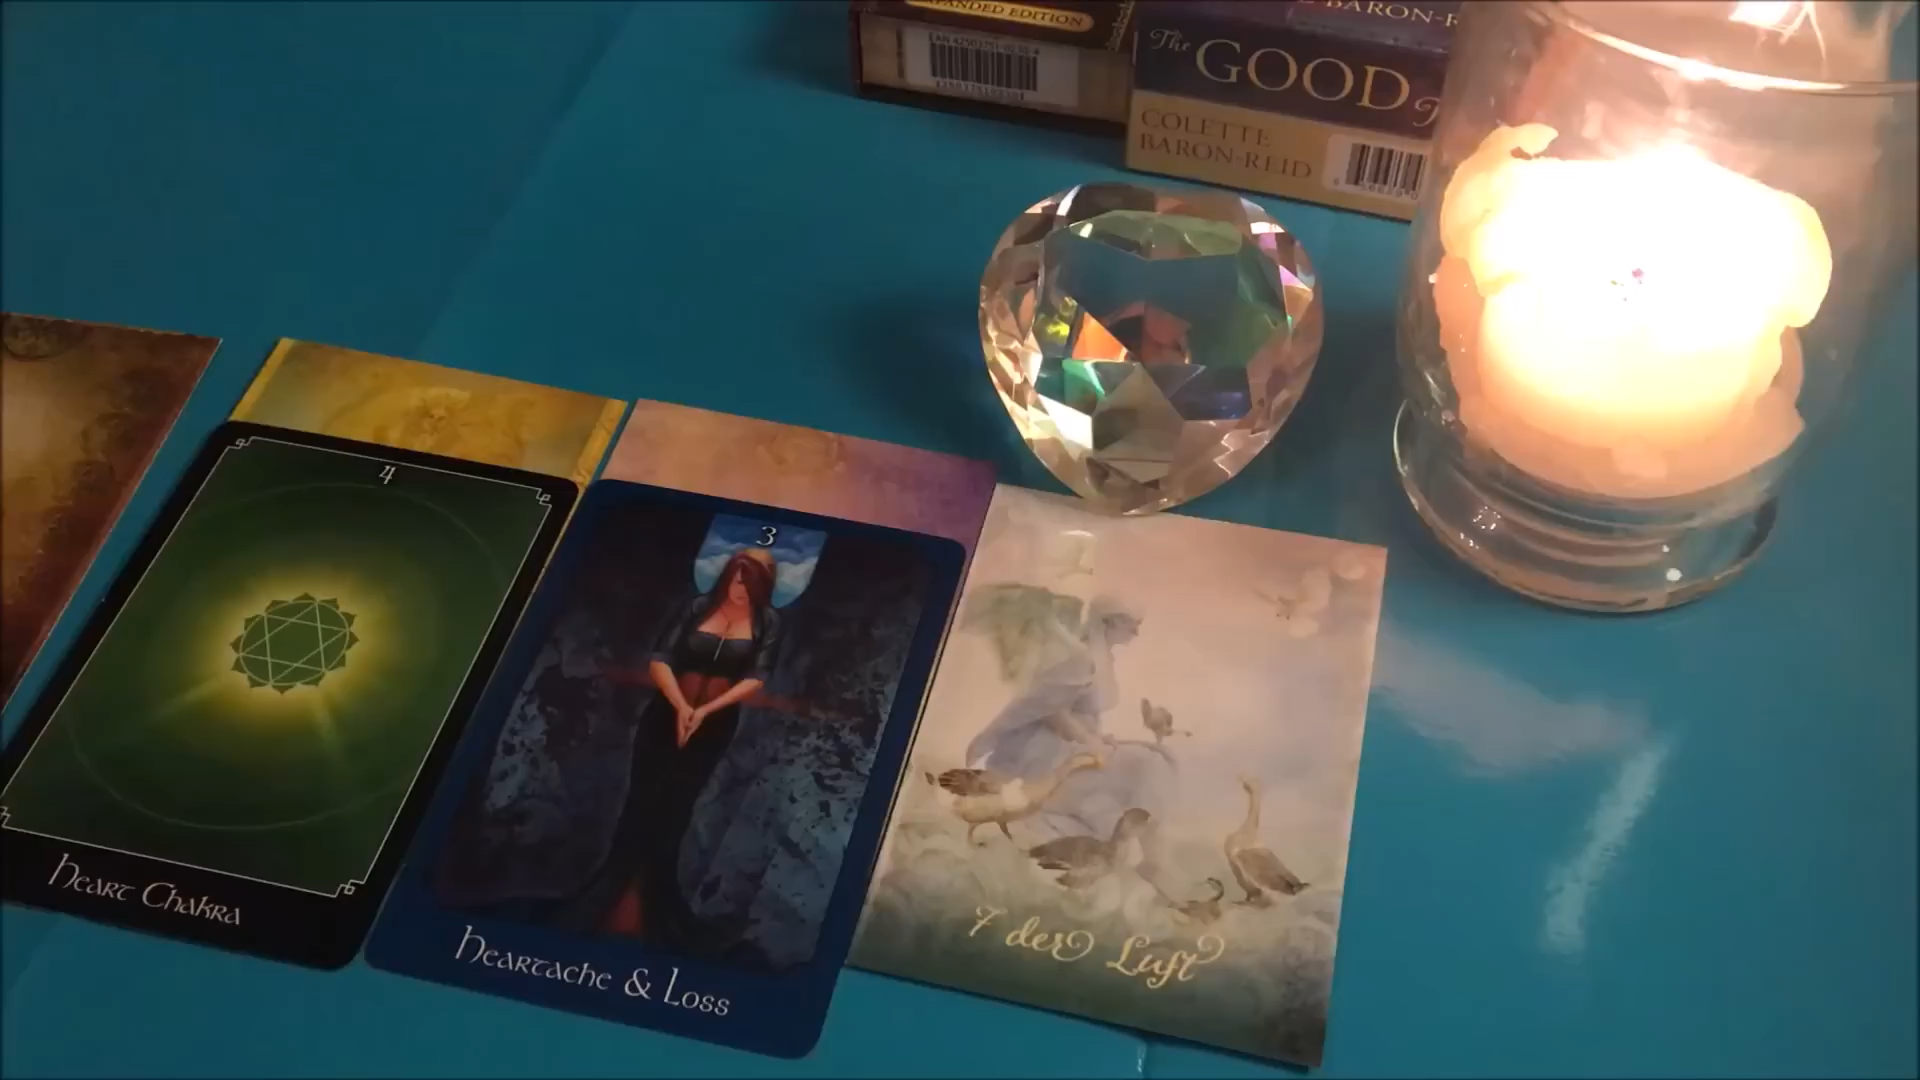 EXPANDED EDITION
BARON-R
The
GOOD
COLETTE
BARON-REID
4
3
Heart Chakra
Heartache & Loss
7 der Luft